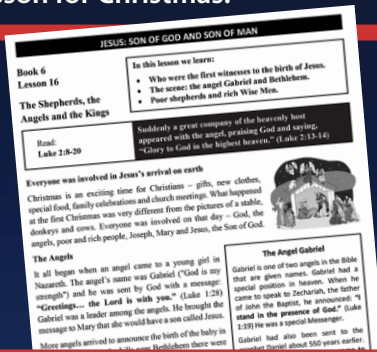 sson for Christmas.
JESUS: SON OF GOD AND SON OF MAN
Book 6
Lesson 16
The Shepherds, the
Angels and the Kings
In this lesson we learn:
• Who were the first witnesses to the birth of Jesus.
• The scene: the angel Gabriel and Bethlehem.
• Poor shepherds and rich Wise Men.
Read:
Luke 2:8-20
Suddenly a great company of the heavenly host
appeared with the angel, praising God and saying,
"Glory to God in the highest heaven." (Luke 2:13-14)
Everyone was involved in Jesus's arrival on earth
Christmas is an exciting time for Christians – gifts, new clothes,
special food, family celebrations and church meetings. What happened
at the first Christmas was very different from the pictures of a stable,
donkeys and cows. Everyone was involved on that day – God, the
angels, poor and rich people, Joseph, Mary and Jesus, the Son of God.
The Angels
It all began when an angel came to a young girl in
Nazareth. The angel's name was Gabriel ("God is my
strength") and he was sent by God with a message:
"Greetings... the Lord is with you." (Luke 1:28)
Gabriel was a leader among the angels. He brought the
message to Mary that she would have a son called Jesus.
More angels arrived to announce the birth of the baby in
Bethlehem there were
The Angel Gabriel
Gabriel is one of two angels in the Bible
that are given names. Gabriel had a
special position in heaven. When he
came to speak to Zechariah, the father
of John the Baptist, he announced: "I
stand in the presence of God." (Luke
1:19) He was a special Messenger.
Gabriel had also been sent to the
Daniel about 550 years earlier.